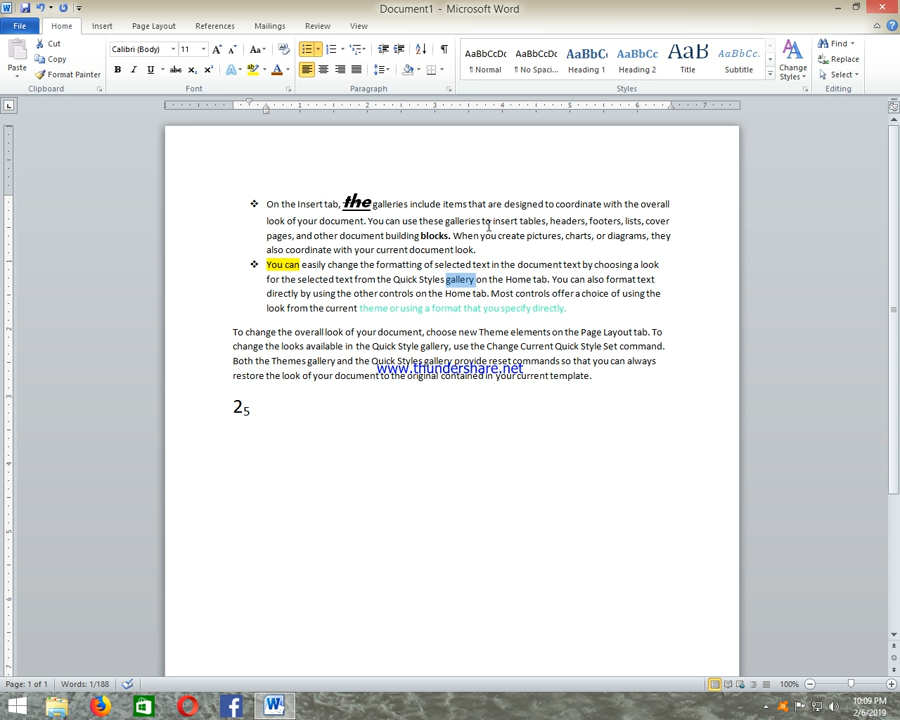 Document1 - Microsoft Word
File Home Insert Page Layout References Mailings Review View
Paste Cut Copy Format Painter
Calibri (Body) 11
B I U abc x₂ x²
AaBbCcDc AaBbCcDc AaBbCc AaBbCc AaB AaBbCc.
¶ Normal ¶ No Spaci... Heading 1 Heading 2 Title Subtitle
Change Styles
Find Replace Select
Clipboard Font Paragraph Styles Editing
❖ On the Insert tab, the galleries include items that are designed to coordinate with the overall
look of your document. You can use these galleries to insert tables, headers, footers, lists, cover
pages, and other document building blocks. When you create pictures, charts, or diagrams, they
also coordinate with your current document look.
❖ You can easily change the formatting of selected text in the document text by choosing a look
for the selected text from the Quick Styles gallery on the Home tab. You can also format text
directly by using the other controls on the Home tab. Most controls offer a choice of using the
look from the current theme or using a format that you specify directly.
To change the overall look of your document, choose new Theme elements on the Page Layout tab. To
change the looks available in the Quick Style gallery, use the Change Current Quick Style Set command.
Both the Themes gallery and the Quick Styles gallery provide reset commands so that you can always
restore the look of your document to the original contained in your current template.
www.thundershare.net
2₅
Page: 1 of 1 Words: 1/188 100%
10:09 PM
2/6/2019